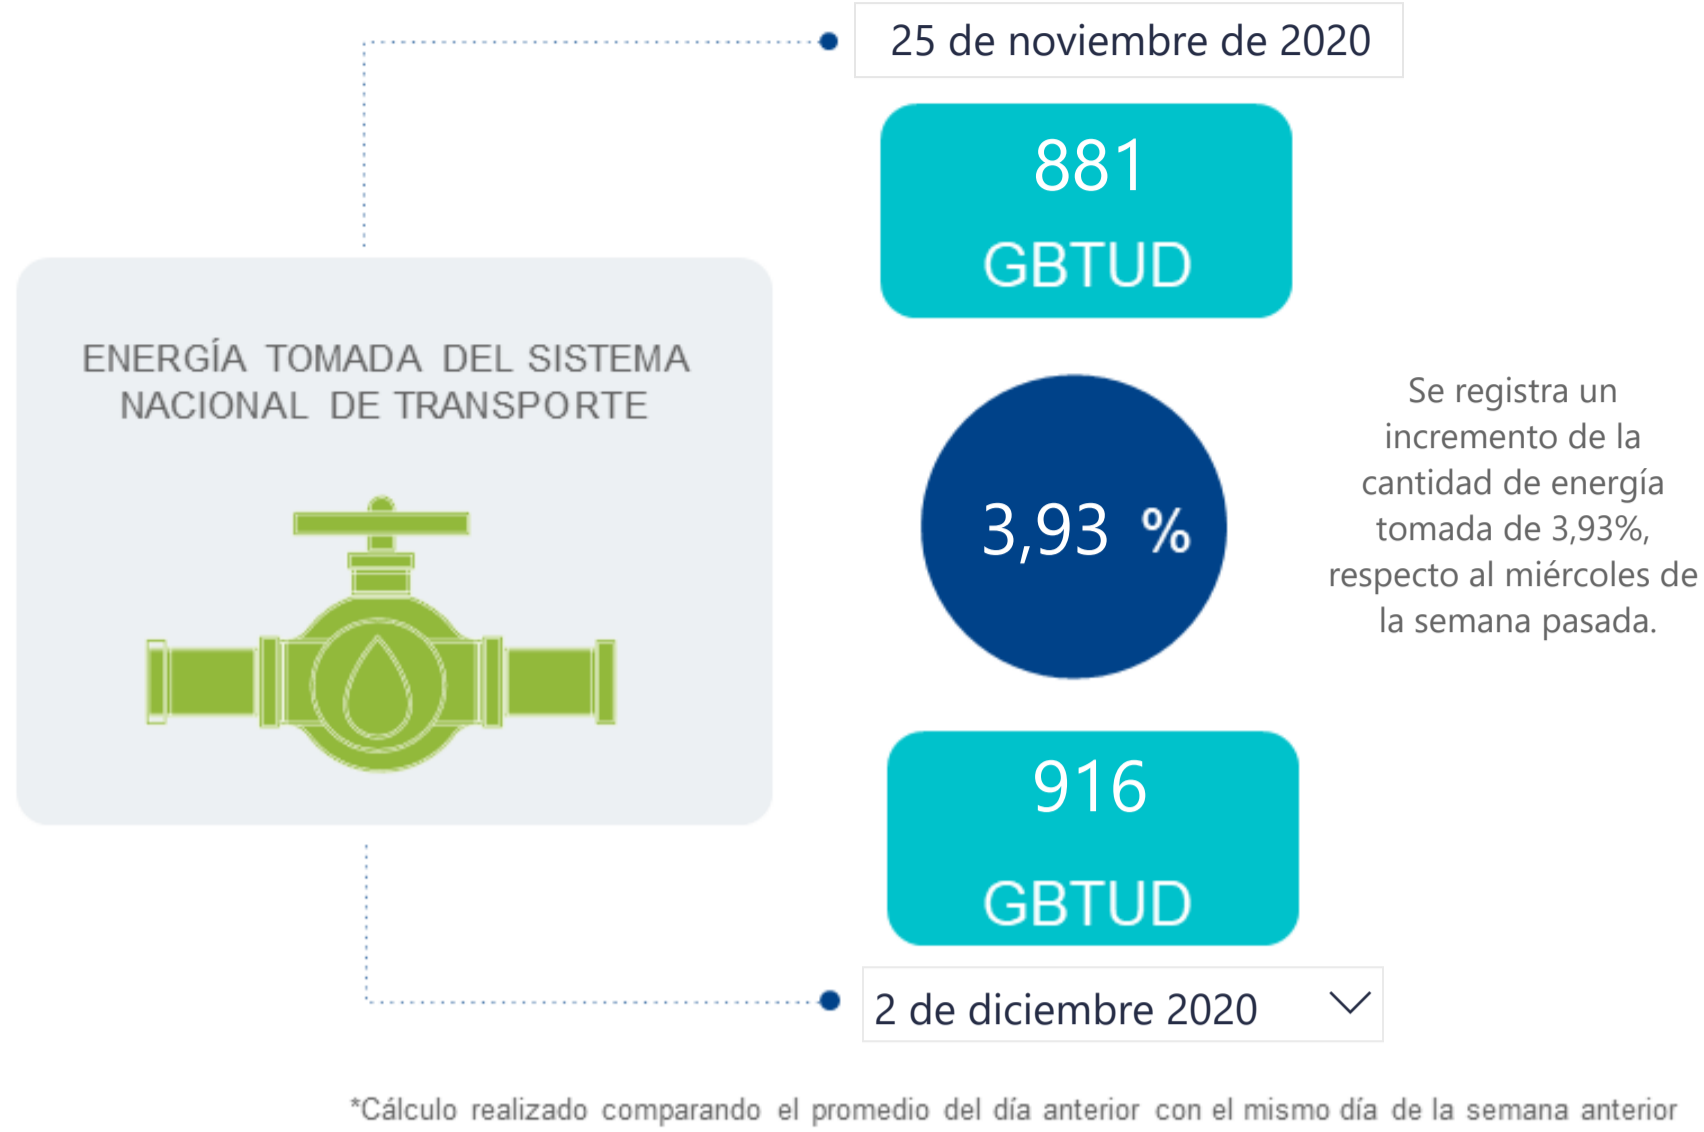 25 de noviembre de 2020
881
GBTUD
ENERGÍA TOMADA DEL SISTEMA
NACIONAL DE TRANSPORTE
3,93 %
Se registra un
incremento de la
cantidad de energía
tomada de 3,93%,
respecto al miércoles de
la semana pasada.
916
GBTUD
2 de diciembre 2020
*Cálculo realizado comparando el promedio del día anterior con el mismo día de la semana anterior